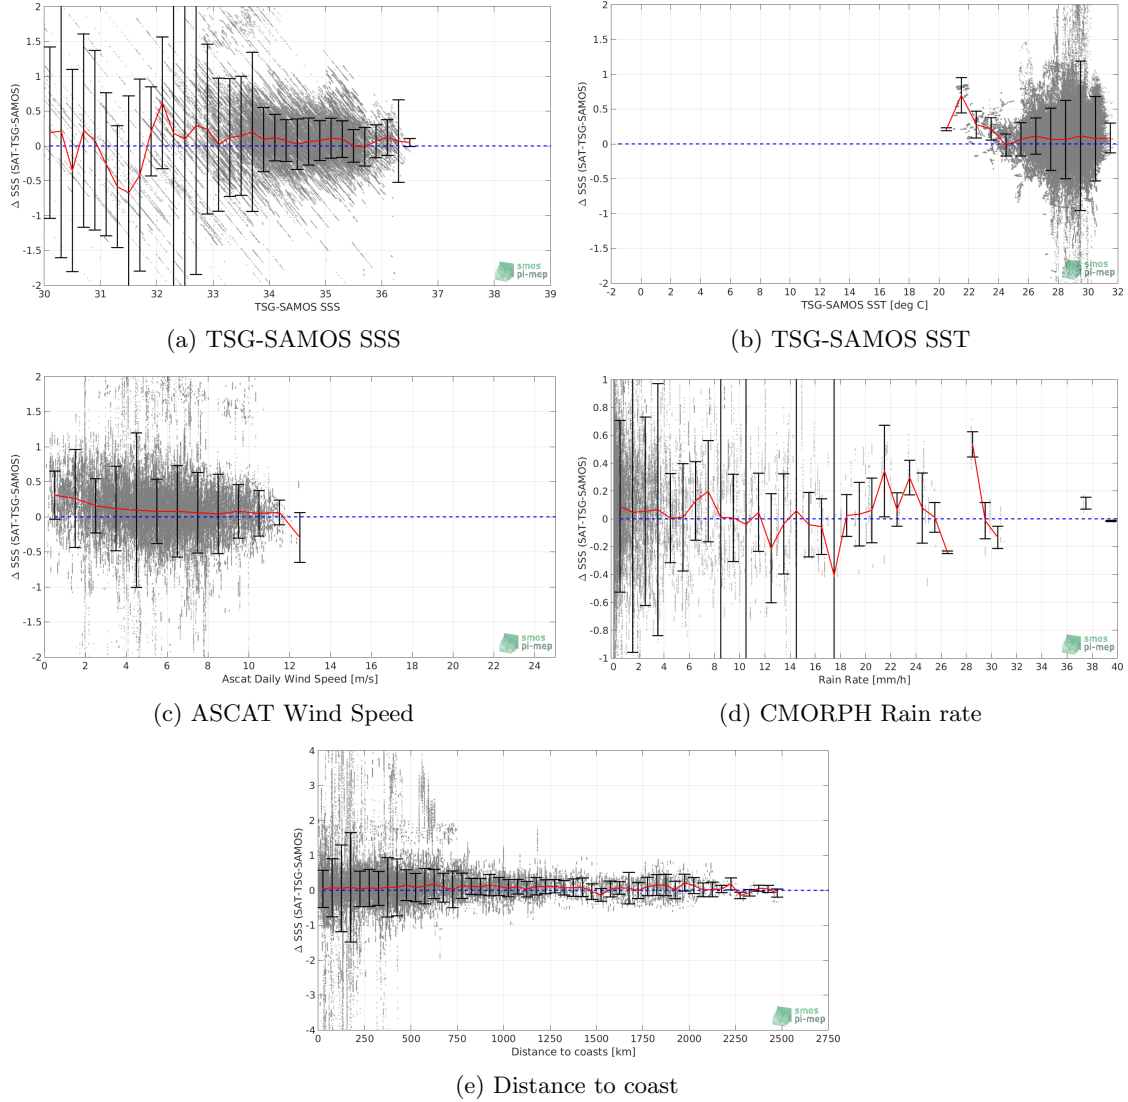 Δ SSS (SAT-TSG-SAMOS)
2
1.5
1
0.5
0
-0.5
-1
-1.5
-2
30 31 32 33 34 35 36 37 38 39
TSG-SAMOS SSS
smos
pi-mep
(a) TSG-SAMOS SSS
Δ SSS (SAT-TSG-SAMOS)
2
1.5
1
0.5
0
-0.5
-1
-1.5
-2
-2 0 2 4 6 8 10 12 14 16 18 20 22 24 26 28 30 32
TSG-SAMOS SST [deg C]
smos
pi-mep
(b) TSG-SAMOS SST
Δ SSS (SAT-TSG-SAMOS)
2
1.5
1
0.5
0
-0.5
-1
-1.5
-2
0 2 4 6 8 10 12 14 16 18 20 22 24
Ascat Daily Wind Speed [m/s]
smos
pi-mep
(c) ASCAT Wind Speed
Δ SSS (SAT-TSG-SAMOS)
1
0.8
0.6
0.4
0.2
0
-0.2
-0.4
-0.6
-0.8
-1
0 2 4 6 8 10 12 14 16 18 20 22 24 26 28 30 32 34 36 38 40
Rain Rate [mm/h]
smos
pi-mep
(d) CMORPH Rain rate
Δ SSS (SAT-TSG-SAMOS)
4
3
2
1
0
-1
-2
-3
-4
0 250 500 750 1000 1250 1500 1750 2000 2250 2500 2750
Distance to coasts [km]
smos
pi-mep
(e) Distance to coast